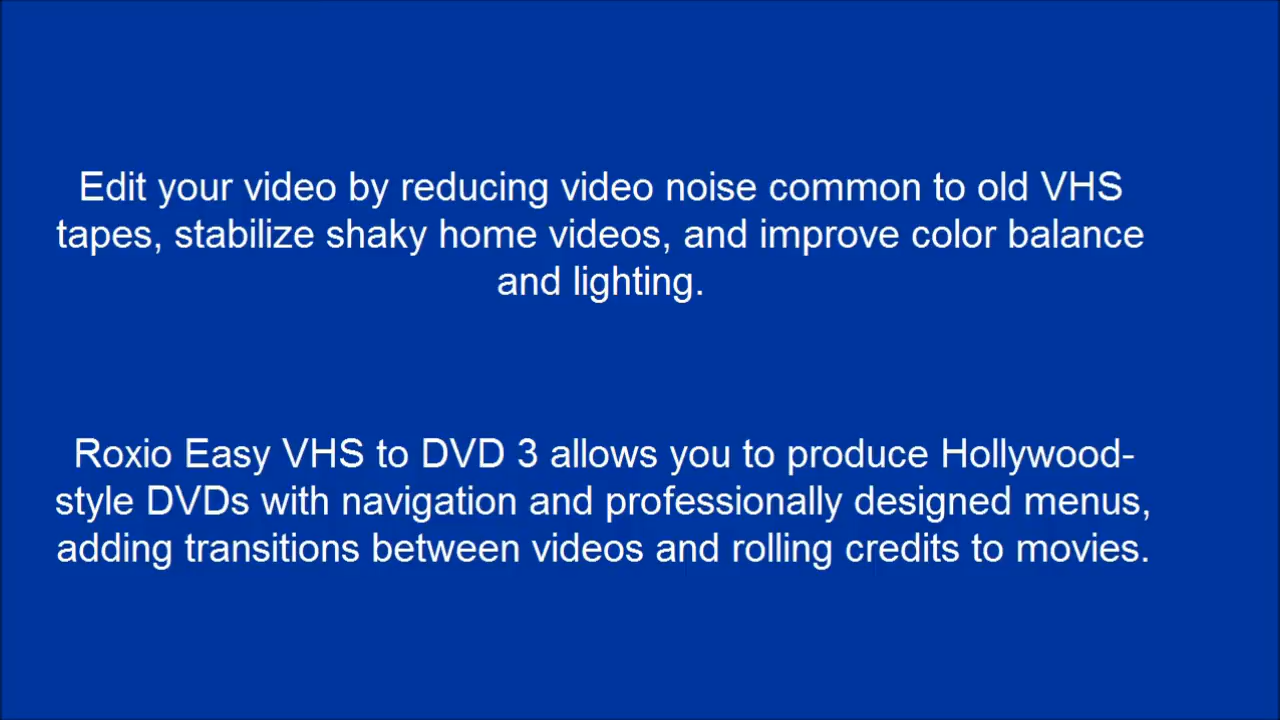 Edit your video by reducing video noise common to old VHS
tapes, stabilize shaky home videos, and improve color balance
and lighting.
Roxio Easy VHS to DVD 3 allows you to produce Hollywood-
style DVDs with navigation and professionally designed menus,
adding transitions between videos and rolling credits to movies.